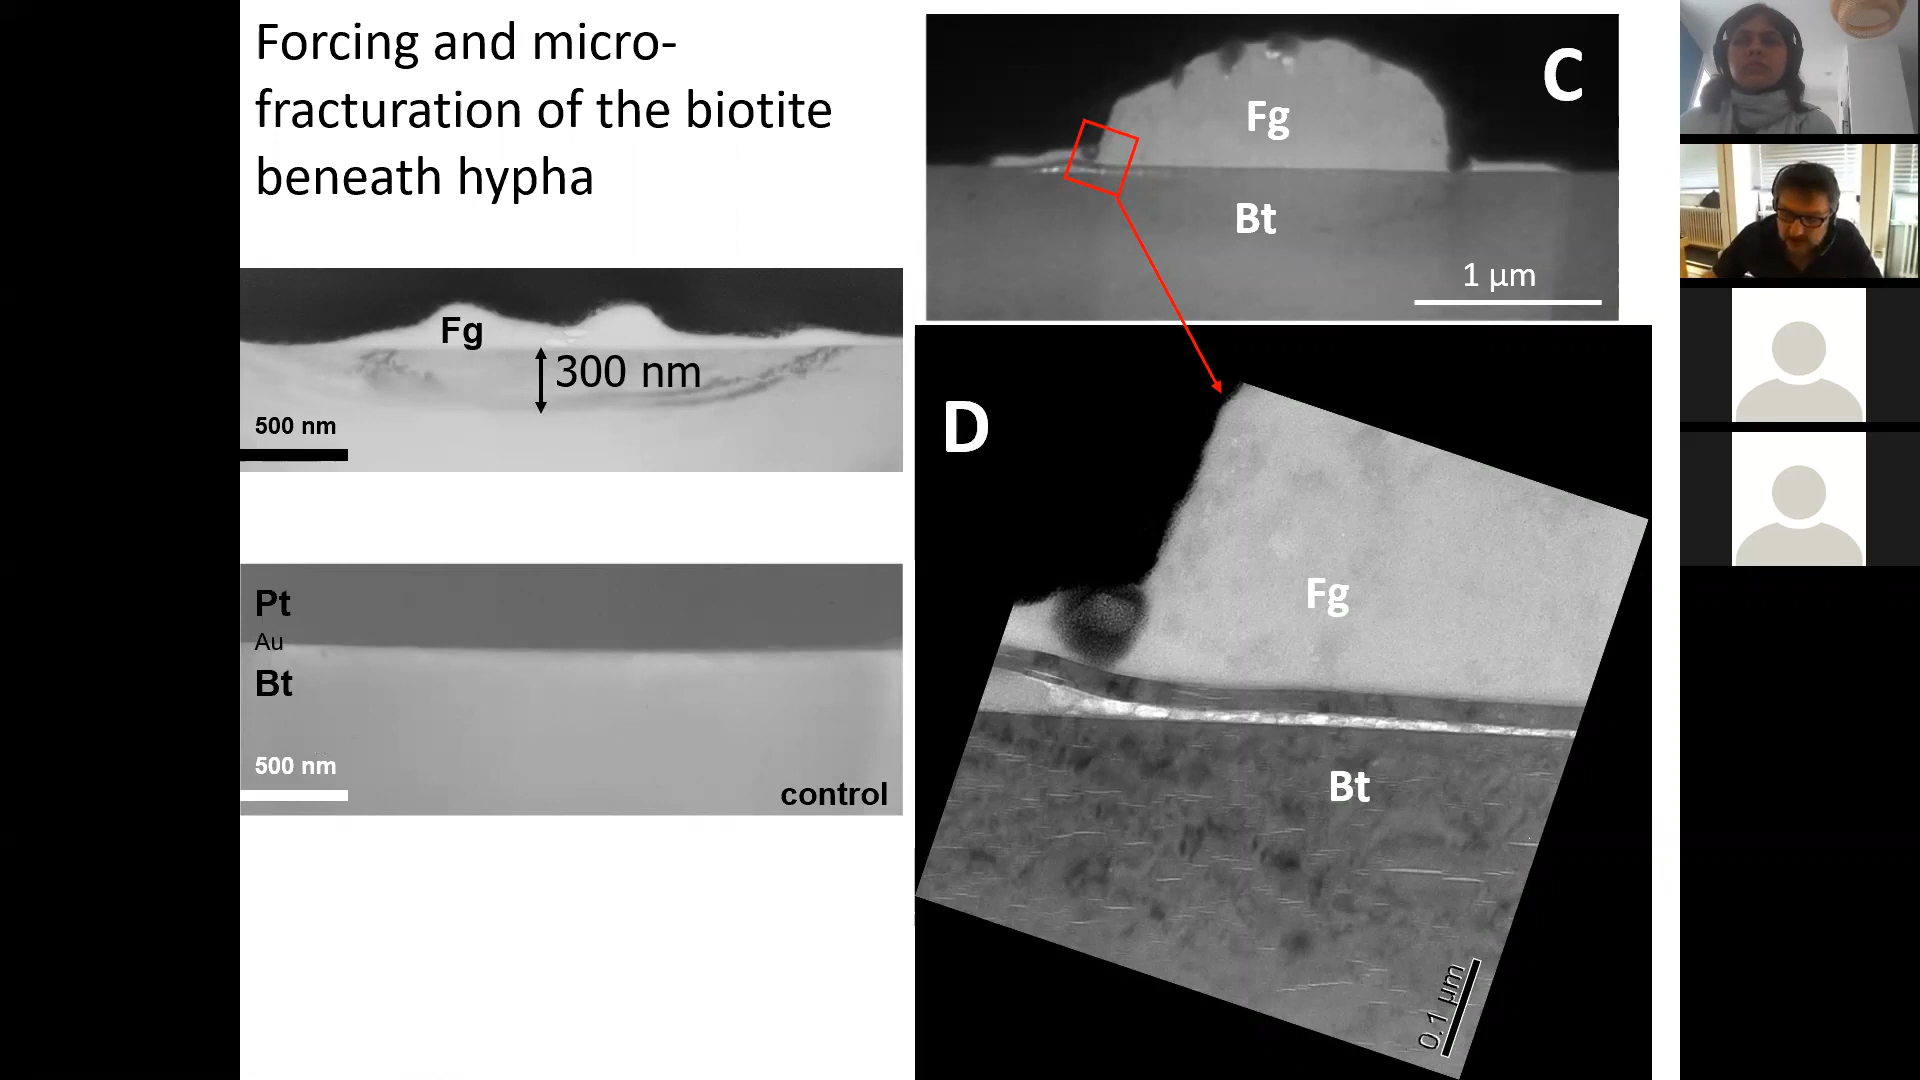 Forcing and micro-
fracturation of the biotite
beneath hypha
Fg
300 nm
500 nm
Pt
Au
Bt
500 nm
control
C
Fg
Bt
1 µm
D
Fg
Bt
0.1 µm